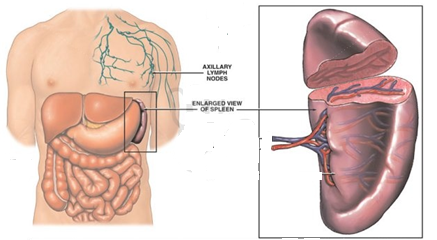 AXILLARY
LYMPH
NODES
ENLARGED VIEW
OF SPLEEN